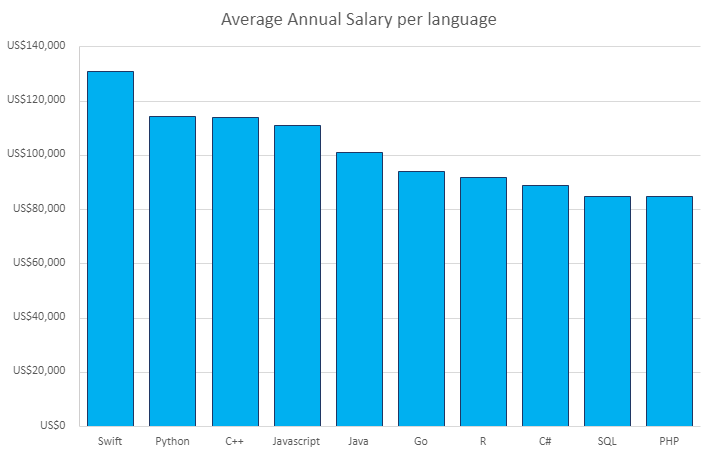 Average Annual Salary per language
US$140,000
US$120,000
US$100,000
US$80,000
US$60,000
US$40,000
US$20,000
US$0
Swift Python C++ Javascript Java Go R C# SQL PHP